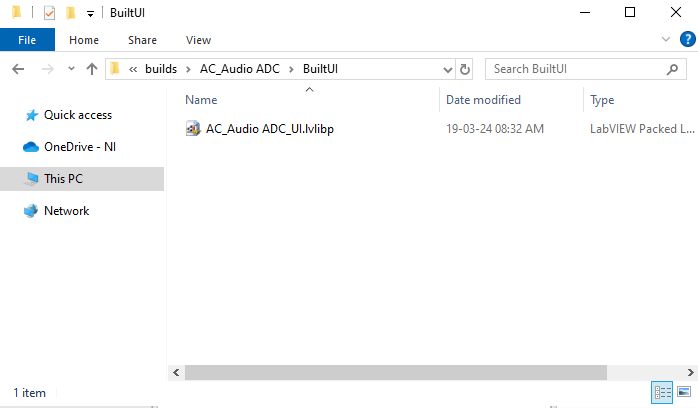 BuiltUI
File Home Share View
« builds > AC_Audio ADC > BuiltUI
Search BuiltUI
Name Date modified Type
Quick access
AC_Audio ADC_UI.lvlibp 19-03-24 08:32 AM LabVIEW Packed L...
OneDrive - NI
This PC
Network
1 item